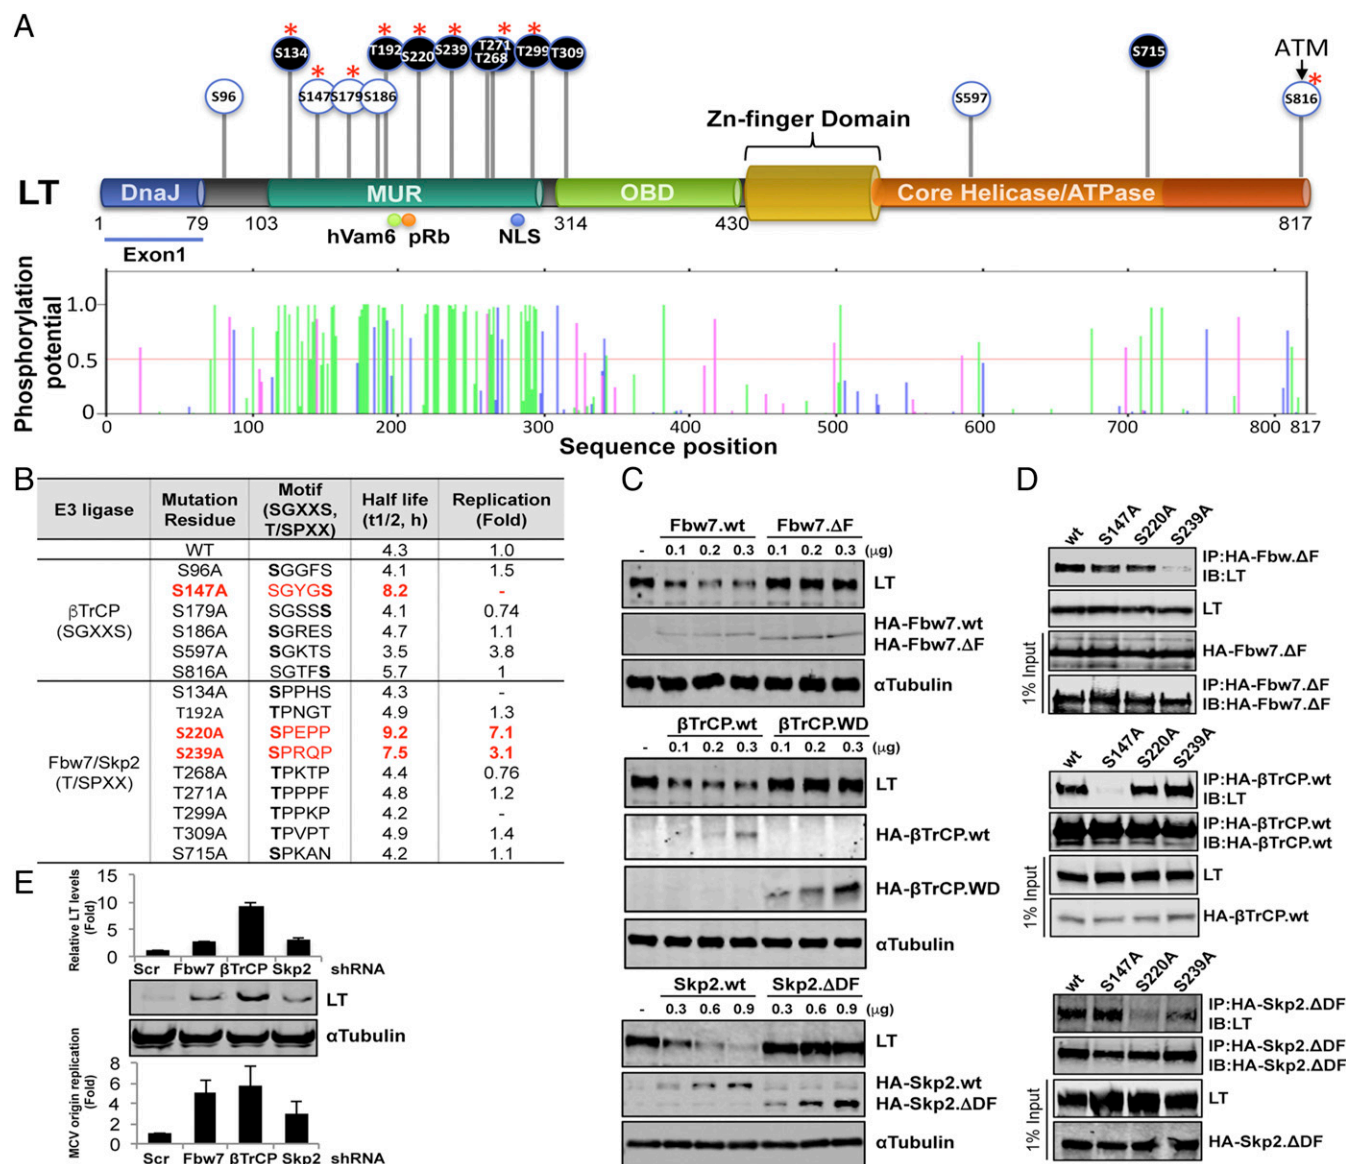 A
S96
S134
S147
S179
S186
T192
S220
S239
T271
T268
T299
T309
S597
S715
ATM
S816
* * * * * * * * *
Zn-finger Domain
LT
DnaJ
MUR
OBD
Core Helicase/ATPase
1 79 103 314 430 817
hVam6 pRb NLS
Exon1
Phosphorylation potential
1.0
0.5
0
0 100 200 300 400 500 600 700 800 817
Sequence position
B
E3 ligase Mutation Residue Motif (SGXXS, T/SPXX) Half life (t1/2, h) Replication (Fold)
WT 4.3 1.0
βTrCP (SGXXS)
S96A SGGFS 4.1 1.5
S147A SGYGS 8.2 -
S179A SGSSS 4.1 0.74
S186A SGRES 4.7 1.1
S597A SGKTS 3.5 3.8
S816A SGTFS 5.7 1
Fbw7/Skp2 (T/SPXX)
S134A SPPHS 4.3 -
T192A TPNGT 4.9 1.3
S220A SPEPP 9.2 7.1
S239A SPRQP 7.5 3.1
T268A TPKTP 4.4 0.76
T271A TPPPF 4.8 1.2
T299A TPPKP 4.2 -
T309A TPVPT 4.9 1.4
S715A SPKAN 4.2 1.1
C
Fbw7.wt Fbw7.ΔF
- 0.1 0.2 0.3 0.1 0.2 0.3 (μg)
LT
HA-Fbw7.wt
HA-Fbw7.ΔF
αTubulin
βTrCP.wt βTrCP.WD
- 0.1 0.2 0.3 0.1 0.2 0.3 (μg)
LT
HA-βTrCP.wt
HA-βTrCP.WD
αTubulin
Skp2.wt Skp2.ΔDF
- 0.3 0.6 0.9 0.3 0.6 0.9 (μg)
LT
HA-Skp2.wt
HA-Skp2.ΔDF
αTubulin
D
wt S147A S220A S239A
IP:HA-Fbw.ΔF
IB:LT
LT
HA-Fbw7.ΔF
IP:HA-Fbw7.ΔF
IB:HA-Fbw7.ΔF
1% Input
wt S147A S220A S239A
IP:HA-βTrCP.wt
IB:LT
IP:HA-βTrCP.wt
IB:HA-βTrCP.wt
LT
HA-βTrCP.wt
1% Input
wt S147A S220A S239A
IP:HA-Skp2.ΔDF
IB:LT
IP:HA-Skp2.ΔDF
IB:HA-Skp2.ΔDF
LT
HA-Skp2.ΔDF
1% Input
E
Relative LT levels (Fold)
15
10
5
0
Scr Fbw7 βTrCP Skp2 shRNA
LT
αTubulin
MCV origin replication (Fold)
8
6
4
2
0
Scr Fbw7 βTrCP Skp2 shRNA